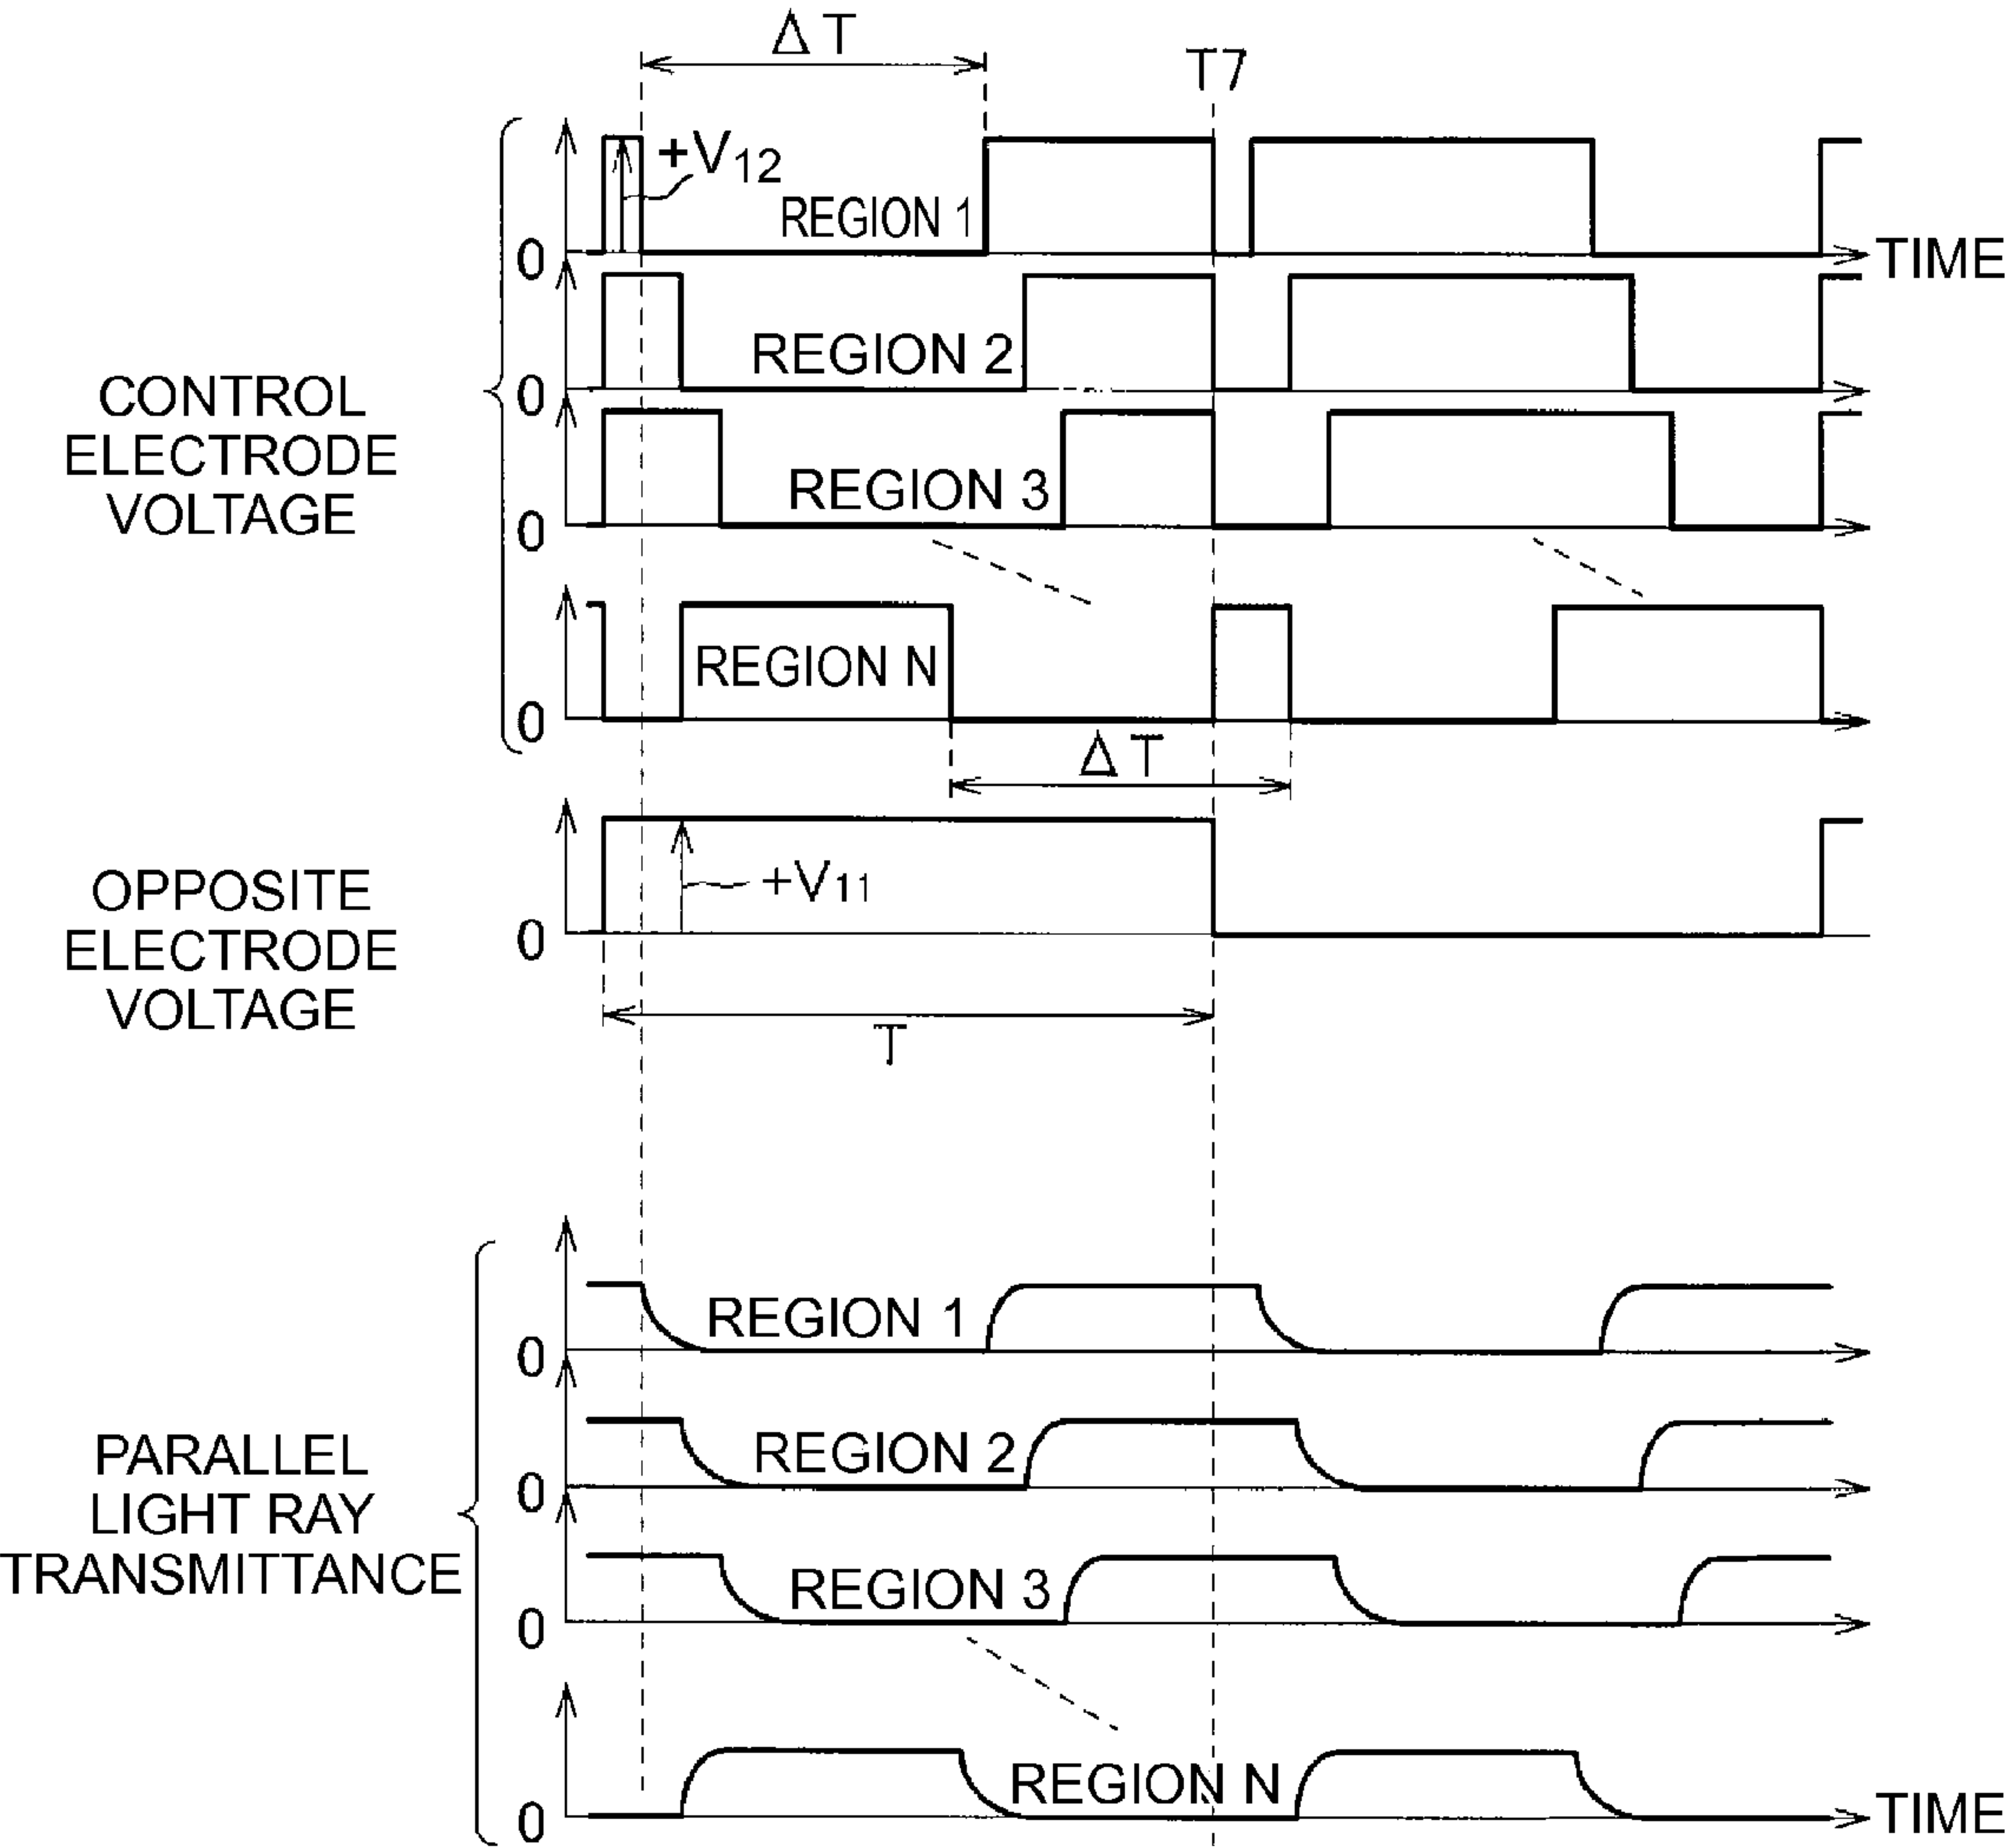 ΔT
T7
+V12
REGION 1
0
TIME
REGION 2
0
CONTROL
ELECTRODE
VOLTAGE
REGION 3
0
REGION N
0
ΔT
+V11
OPPOSITE
ELECTRODE
VOLTAGE
0
T
REGION 1
0
REGION 2
0
PARALLEL
LIGHT RAY
TRANSMITTANCE
REGION 3
0
REGION N
0
TIME